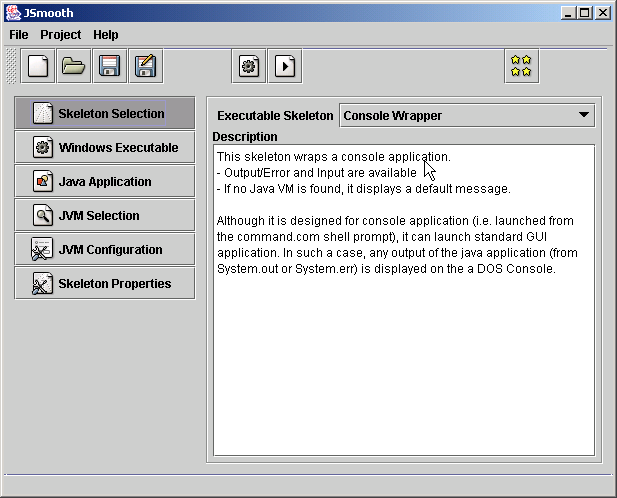 JSmooth
File Project Help
Skeleton Selection
Windows Executable
Java Application
JVM Selection
JVM Configuration
Skeleton Properties
Executable Skeleton Console Wrapper
Description
This skeleton wraps a console application.
- Output/Error and Input are available
- If no Java VM is found, it displays a default message.
Although it is designed for console application (i.e. launched from
the command.com shell prompt), it can launch standard GUI
application. In such a case, any output of the java application (from
System.out or System.err) is displayed on the a DOS Console.